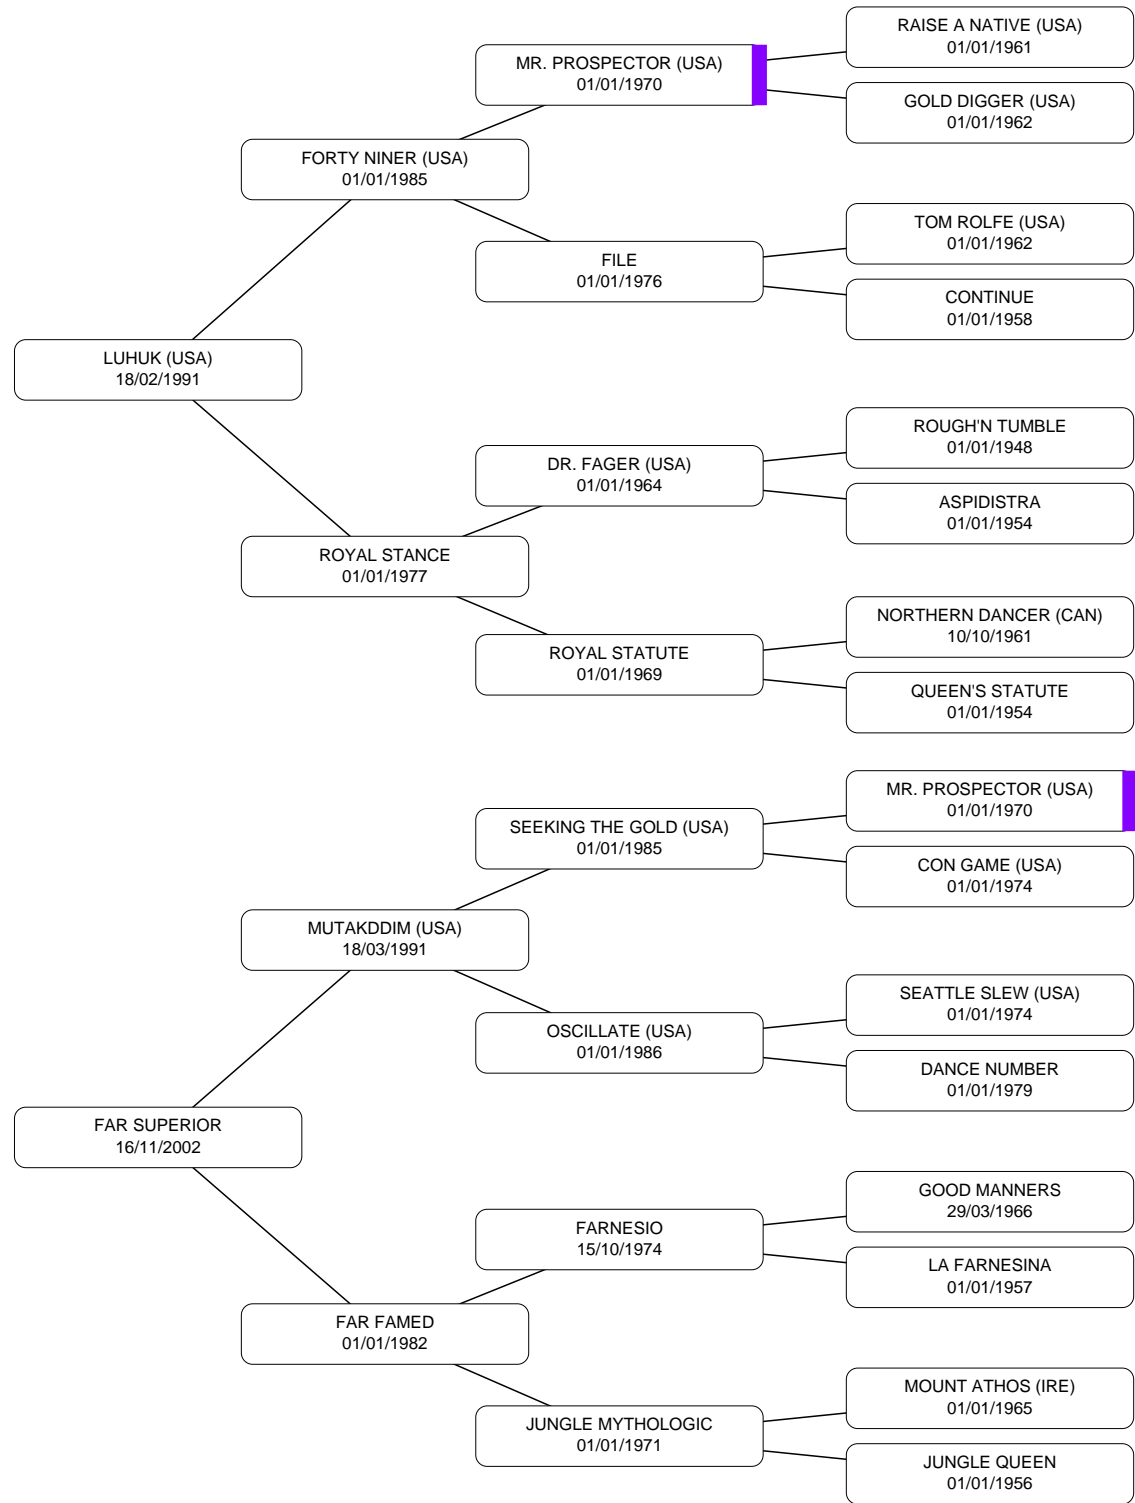 RAISE A NATIVE (USA)
01/01/1961
MR. PROSPECTOR (USA)
01/01/1970
GOLD DIGGER (USA)
01/01/1962
FORTY NINER (USA)
01/01/1985
TOM ROLFE (USA)
01/01/1962
FILE
01/01/1976
CONTINUE
01/01/1958
LUHUK (USA)
18/02/1991
ROUGH'N TUMBLE
01/01/1948
DR. FAGER (USA)
01/01/1964
ASPIDISTRA
01/01/1954
ROYAL STANCE
01/01/1977
NORTHERN DANCER (CAN)
10/10/1961
ROYAL STATUTE
01/01/1969
QUEEN'S STATUTE
01/01/1954
MR. PROSPECTOR (USA)
01/01/1970
SEEKING THE GOLD (USA)
01/01/1985
CON GAME (USA)
01/01/1974
MUTAKDDIM (USA)
18/03/1991
SEATTLE SLEW (USA)
01/01/1974
OSCILLATE (USA)
01/01/1986
DANCE NUMBER
01/01/1979
FAR SUPERIOR
16/11/2002
GOOD MANNERS
29/03/1966
FARNESIO
15/10/1974
LA FARNESINA
01/01/1957
FAR FAMED
01/01/1982
MOUNT ATHOS (IRE)
01/01/1965
JUNGLE MYTHOLOGIC
01/01/1971
JUNGLE QUEEN
01/01/1956